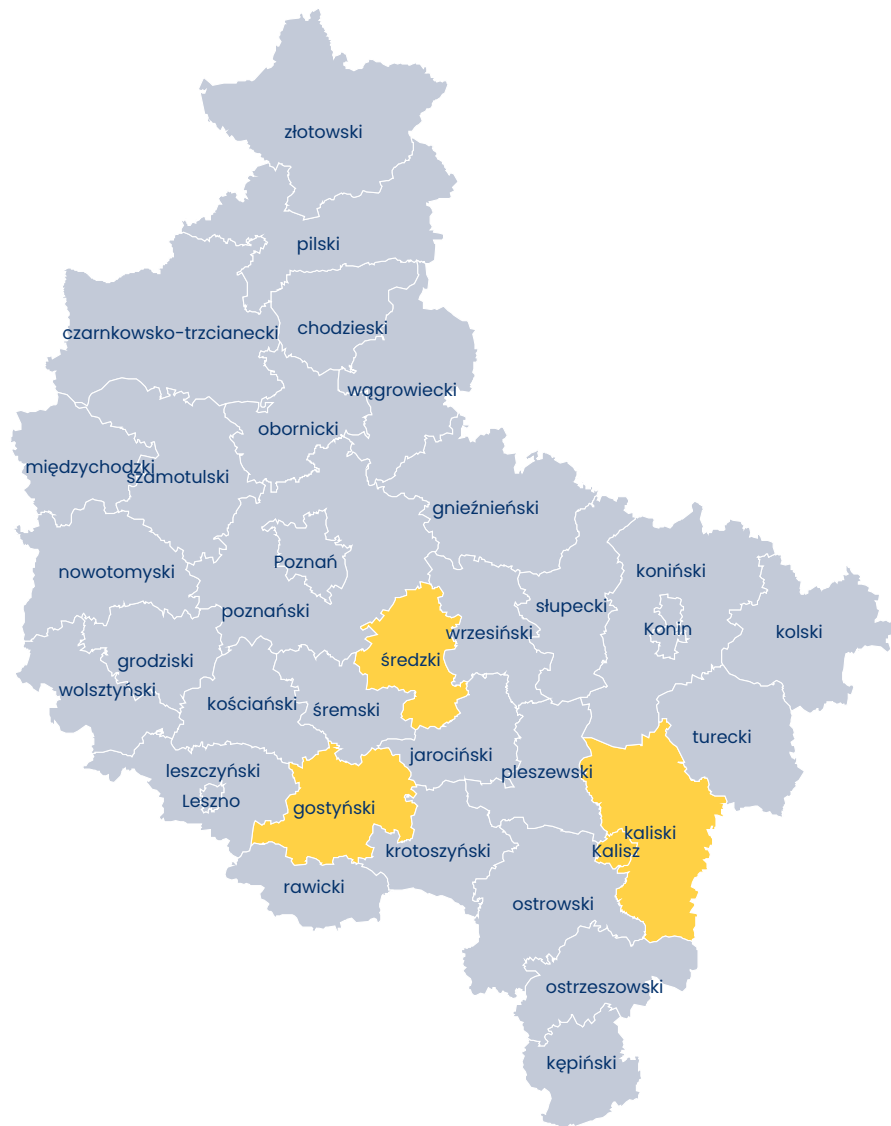 złotowski
pilski
chodzieski
czarnkowsko-trzcianecki
wągrowiecki
obornicki
międzychodzki
szamotulski
gnieźnieński
Poznań
koniński
nowotomyski
słupecki
poznański
Konin
wrzesiński
kolski
średzki
grodziski
wolsztyński
kościański
śremski
turecki
jarociński
leszczyński
pleszewski
Leszno
gostyński
kaliski
krotoszyński
Kalisz
rawicki
ostrowski
ostrzeszowski
kępiński